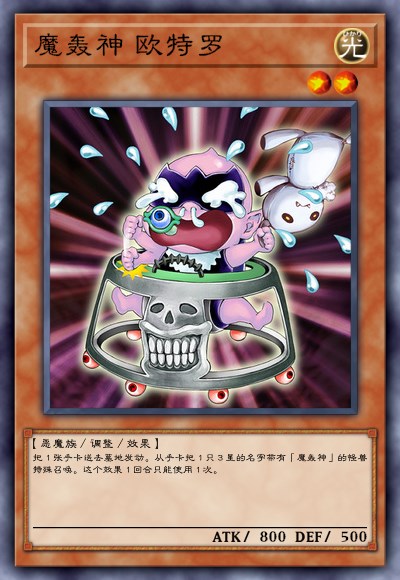 魔轰神 欧特罗
光
ひかり
【恶魔族／调整／效果】
把1张手卡送去墓地发动。从手卡把1只3星的名字带有「魔轰神」的怪兽
特殊召唤。这个效果1回合只能使用1次。
ATK/ 800 DEF/ 500